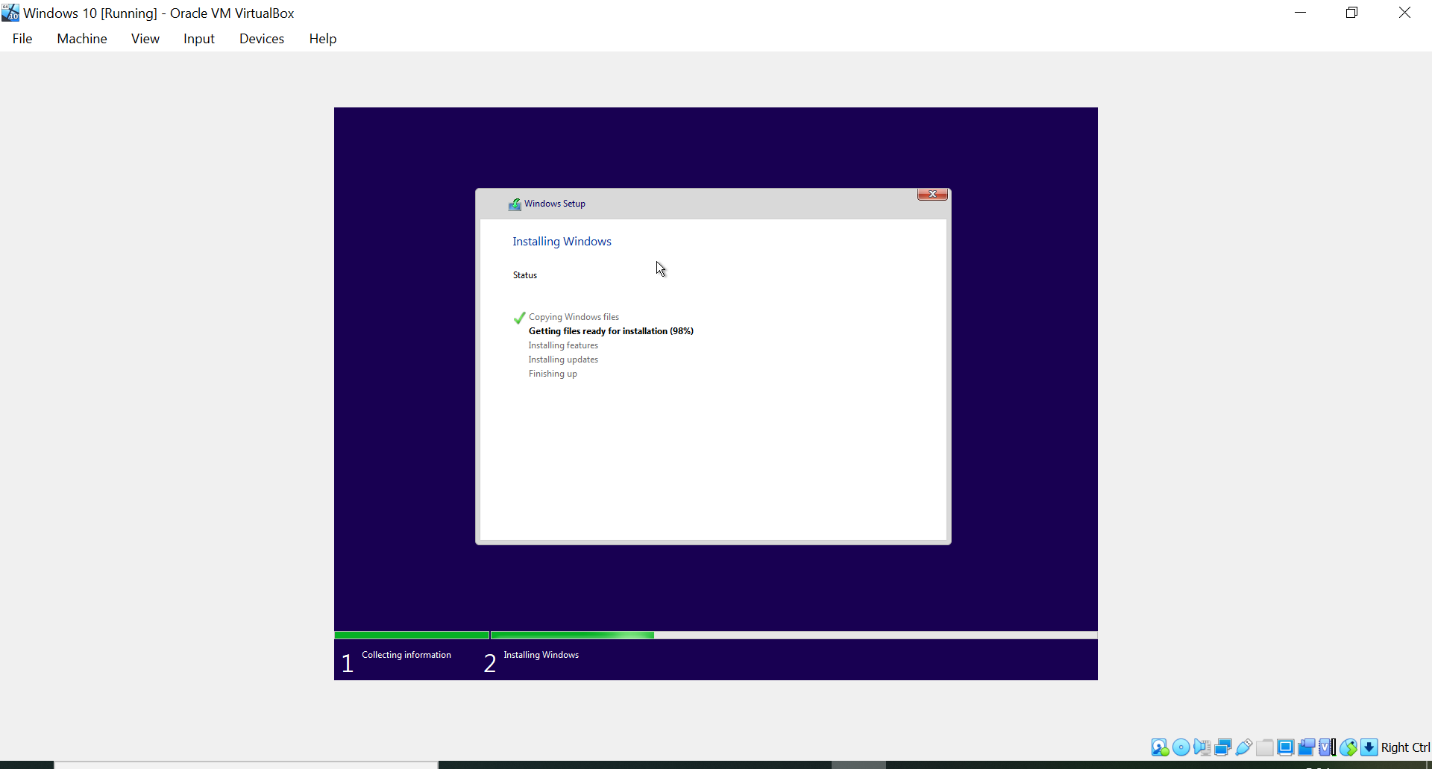 Windows 10 [Running] - Oracle VM VirtualBox
File Machine View Input Devices Help
Windows Setup
Installing Windows
Status
Copying Windows files
Getting files ready for installation (98%)
Installing features
Installing updates
Finishing up
1 Collecting information 2 Installing Windows
Right Ctrl